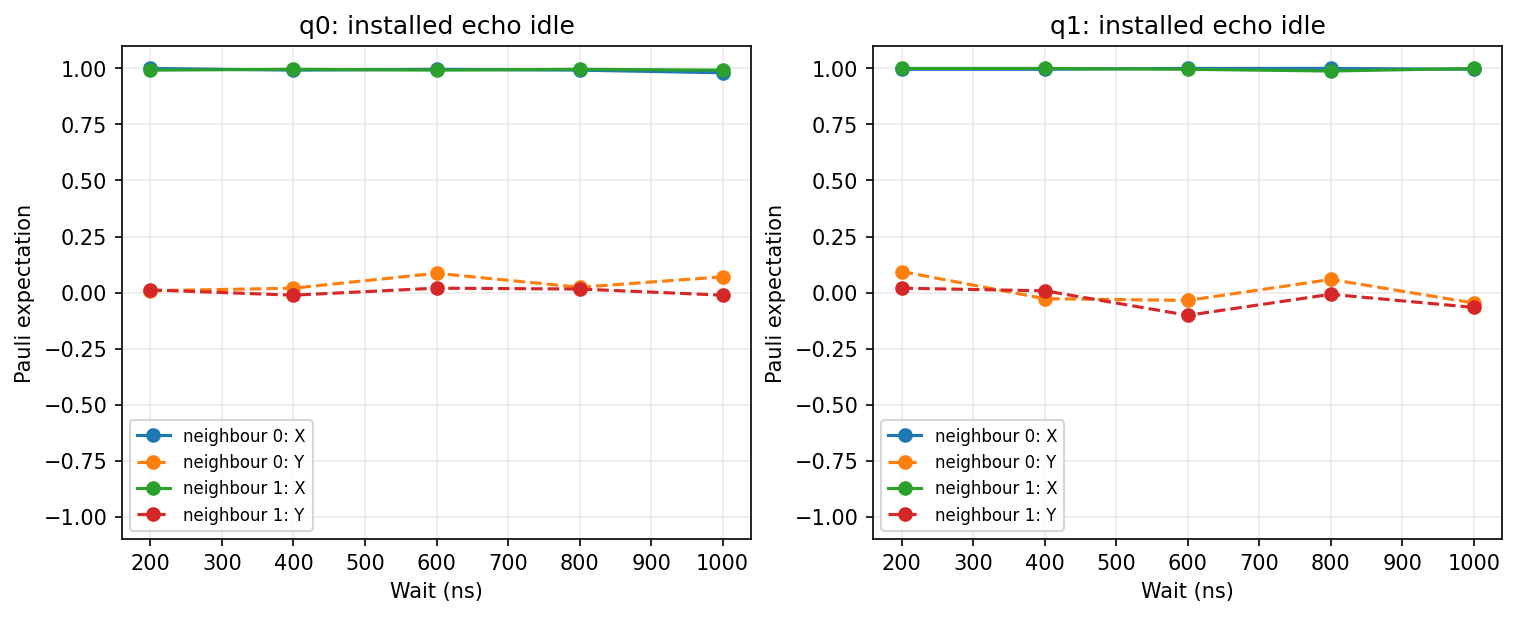 q0: installed echo idle
Pauli expectation
1.00
0.75
0.50
0.25
0.00
−0.25
−0.50
−0.75
−1.00
neighbour 0: X
neighbour 0: Y
neighbour 1: X
neighbour 1: Y
200 300 400 500 600 700 800 900 1000
Wait (ns)
q1: installed echo idle
Pauli expectation
1.00
0.75
0.50
0.25
0.00
−0.25
−0.50
−0.75
−1.00
neighbour 0: X
neighbour 0: Y
neighbour 1: X
neighbour 1: Y
200 300 400 500 600 700 800 900 1000
Wait (ns)